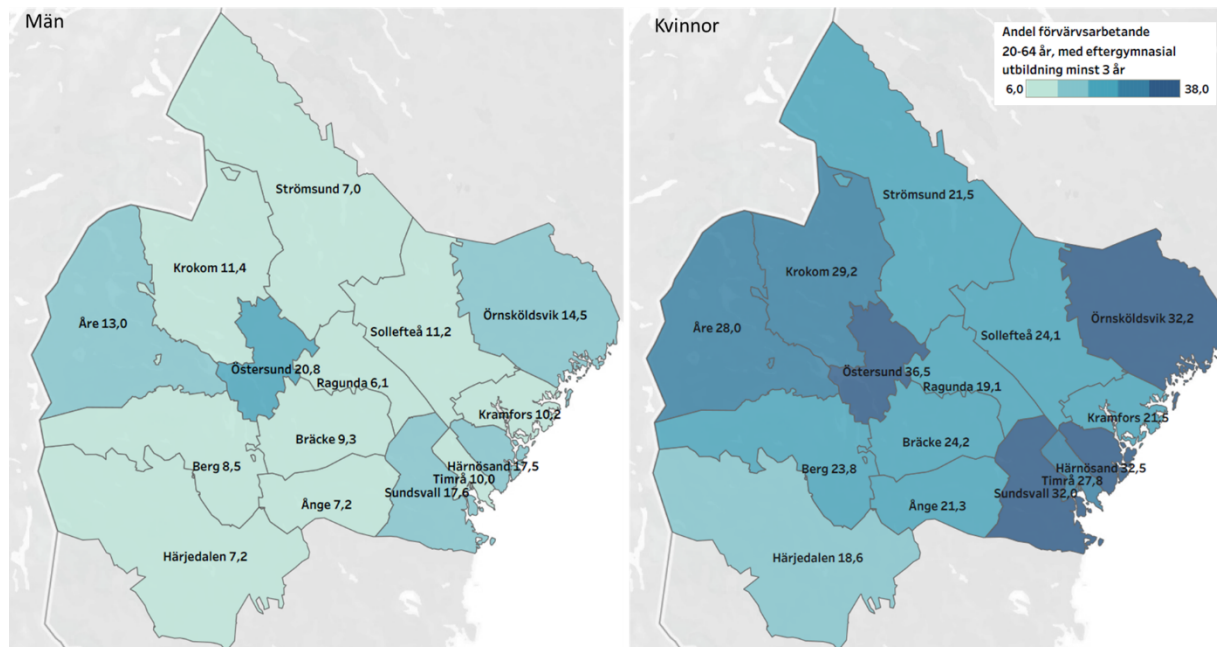 Män
Strömsund 7,0
Krokom 11,4
Åre 13,0
Sollefteå 11,2
Örnsköldsvik 14,5
Östersund 20,8
Ragunda 6,1
Kramfors 10,2
Bräcke 9,3
Berg 8,5
Härnösand 17,5
Timrå 10,0
Sundsvall 17,6
Ånge 7,2
Härjedalen 7,2
Kvinnor
Andel förvärvsarbetande
20-64 år, med eftergymnasial
utbildning minst 3 år
6,0 38,0
Strömsund 21,5
Krokom 29,2
Åre 28,0
Sollefteå 24,1
Örnsköldsvik 32,2
Östersund 36,5
Ragunda 19,1
Kramfors 21,5
Bräcke 24,2
Berg 23,8
Härnösand 32,5
Timrå 27,8
Sundsvall 32,0
Ånge 21,3
Härjedalen 18,6